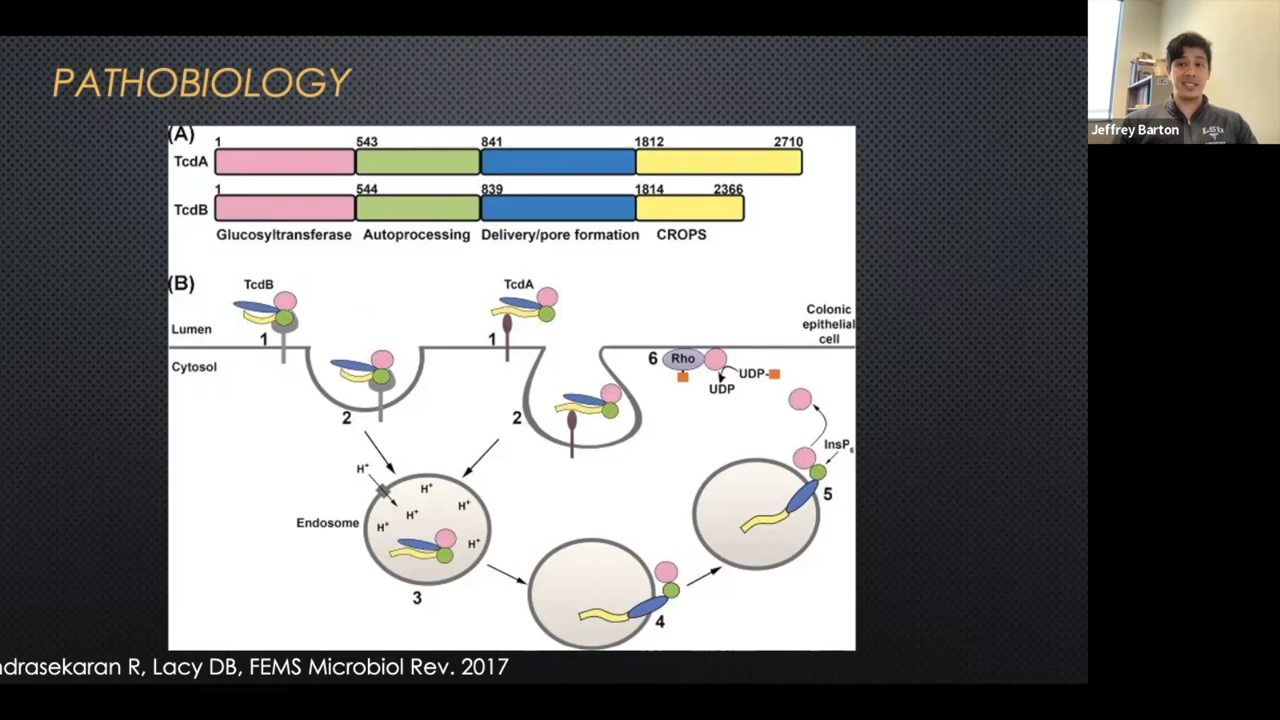 PATHOBIOLOGY
(A)
1 543 841 1812 2710
TcdA
1 544 839 1814 2366
TcdB
Glucosyltransferase Autoprocessing Delivery/pore formation CROPS
(B)
TcdB
TcdA
Colonic
epithelial
cell
Lumen
1
1
Cytosol
6
Rho
UDP-
UDP
2
2
InsP6
H+
H+
H+
H+
H+
H+
5
Endosome
3
4
ndrasekaran R, Lacy DB, FEMS Microbiol Rev. 2017
Jeffrey Barton
LSU